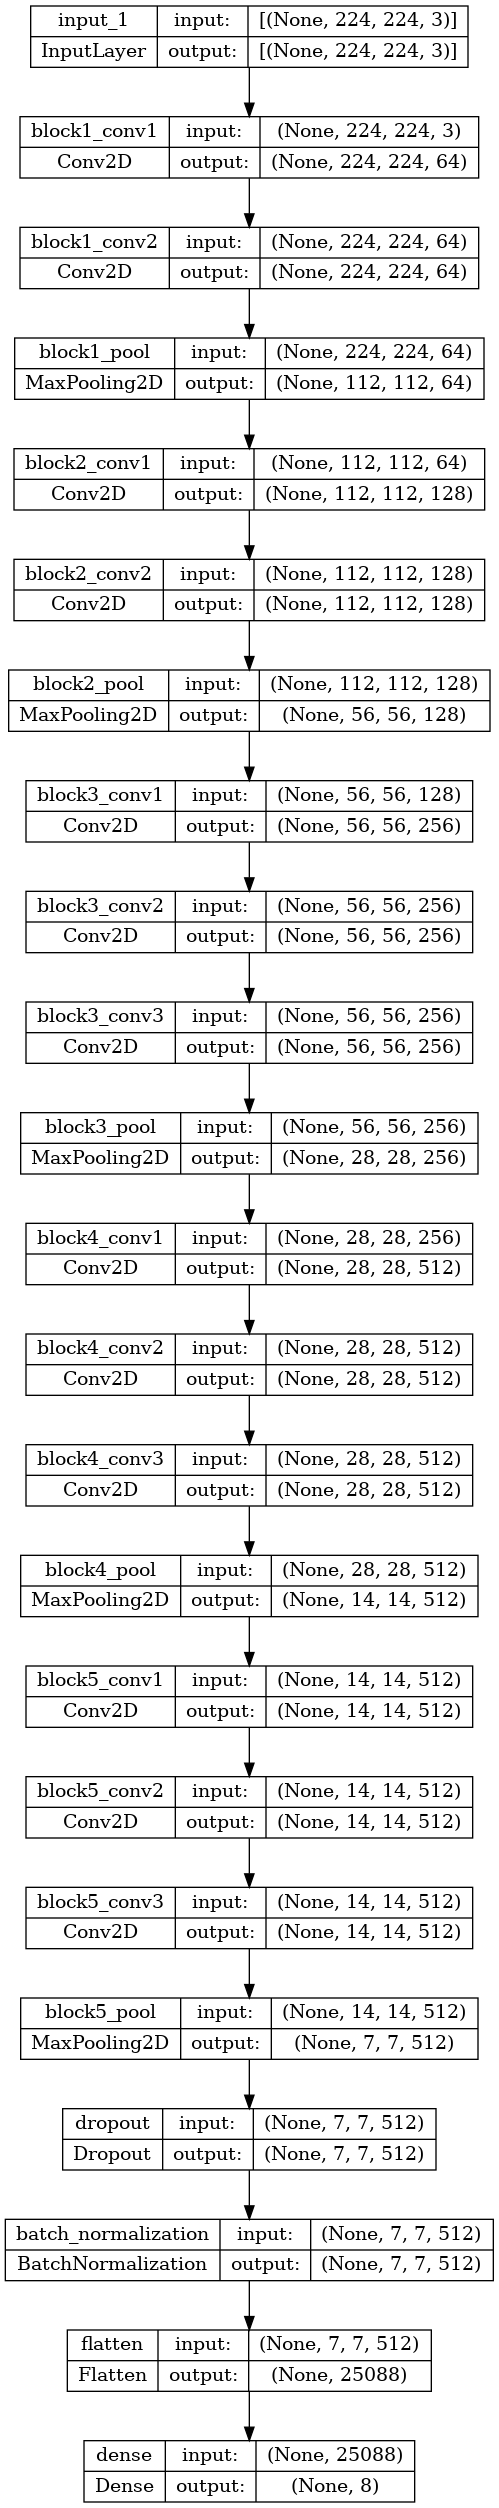 input_1 input: [(None, 224, 224, 3)]
InputLayer output: [(None, 224, 224, 3)]
block1_conv1 input: (None, 224, 224, 3)
Conv2D output: (None, 224, 224, 64)
block1_conv2 input: (None, 224, 224, 64)
Conv2D output: (None, 224, 224, 64)
block1_pool input: (None, 224, 224, 64)
MaxPooling2D output: (None, 112, 112, 64)
block2_conv1 input: (None, 112, 112, 64)
Conv2D output: (None, 112, 112, 128)
block2_conv2 input: (None, 112, 112, 128)
Conv2D output: (None, 112, 112, 128)
block2_pool input: (None, 112, 112, 128)
MaxPooling2D output: (None, 56, 56, 128)
block3_conv1 input: (None, 56, 56, 128)
Conv2D output: (None, 56, 56, 256)
block3_conv2 input: (None, 56, 56, 256)
Conv2D output: (None, 56, 56, 256)
block3_conv3 input: (None, 56, 56, 256)
Conv2D output: (None, 56, 56, 256)
block3_pool input: (None, 56, 56, 256)
MaxPooling2D output: (None, 28, 28, 256)
block4_conv1 input: (None, 28, 28, 256)
Conv2D output: (None, 28, 28, 512)
block4_conv2 input: (None, 28, 28, 512)
Conv2D output: (None, 28, 28, 512)
block4_conv3 input: (None, 28, 28, 512)
Conv2D output: (None, 28, 28, 512)
block4_pool input: (None, 28, 28, 512)
MaxPooling2D output: (None, 14, 14, 512)
block5_conv1 input: (None, 14, 14, 512)
Conv2D output: (None, 14, 14, 512)
block5_conv2 input: (None, 14, 14, 512)
Conv2D output: (None, 14, 14, 512)
block5_conv3 input: (None, 14, 14, 512)
Conv2D output: (None, 14, 14, 512)
block5_pool input: (None, 14, 14, 512)
MaxPooling2D output: (None, 7, 7, 512)
dropout input: (None, 7, 7, 512)
Dropout output: (None, 7, 7, 512)
batch_normalization input: (None, 7, 7, 512)
BatchNormalization output: (None, 7, 7, 512)
flatten input: (None, 7, 7, 512)
Flatten output: (None, 25088)
dense input: (None, 25088)
Dense output: (None, 8)